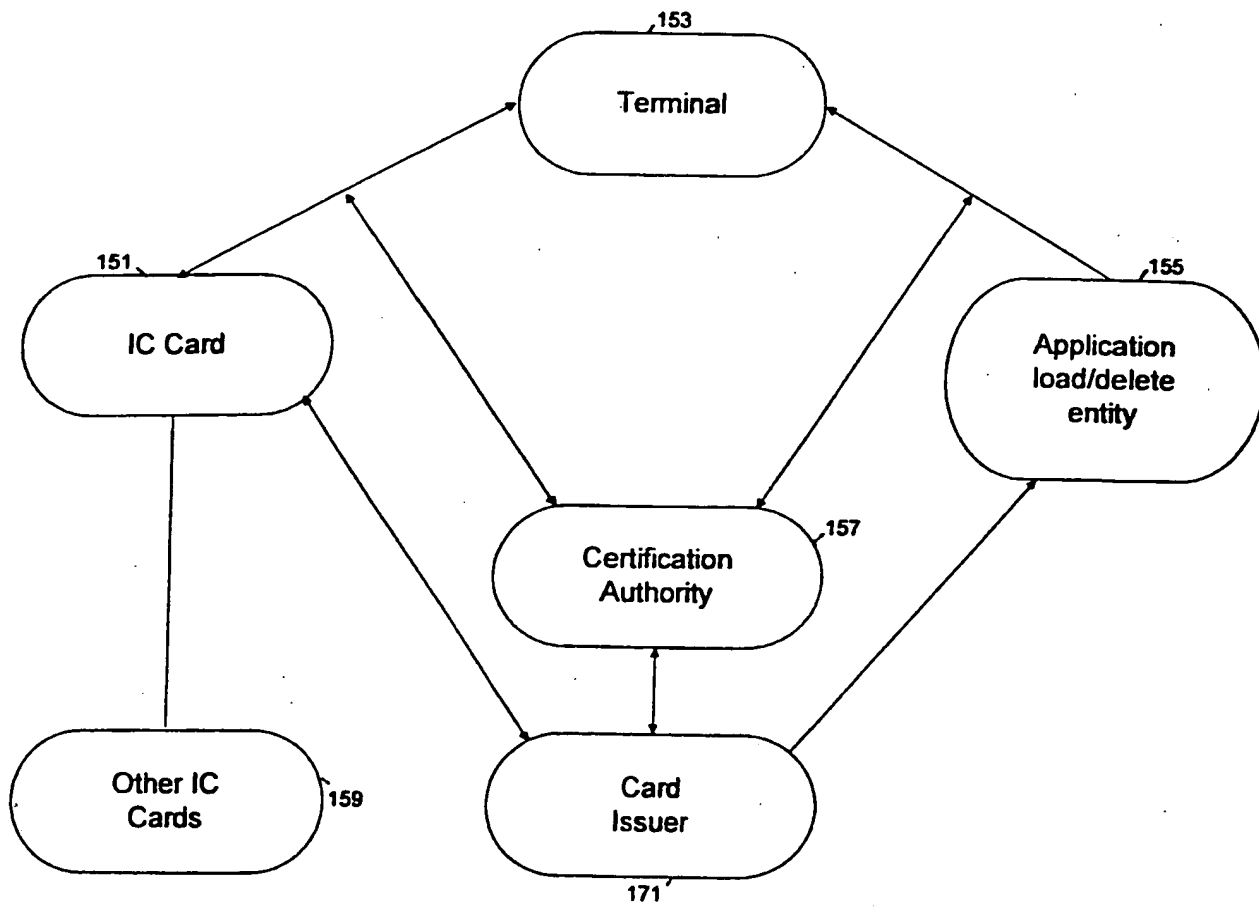 153
Terminal
151
IC Card
155
Application
load/delete
entity
157
Certification
Authority
Other IC
Cards
159
Card
Issuer
171